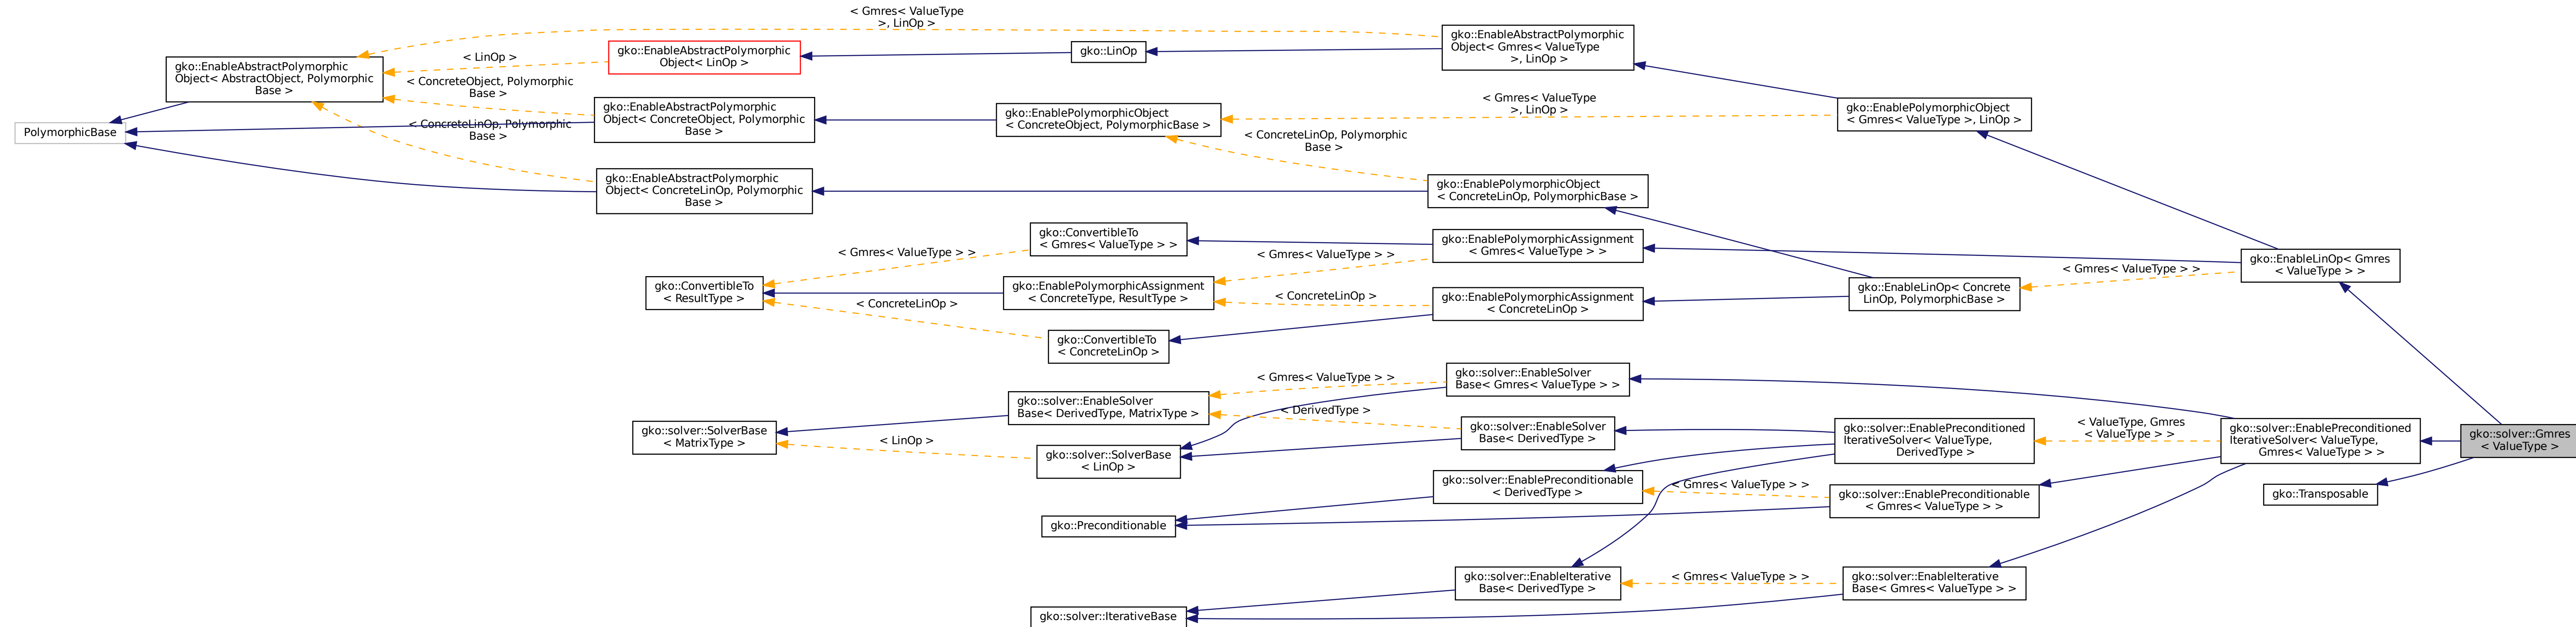 < Gmres< ValueType
>, LinOp >
gko::EnableAbstractPolymorphic
Object< Gmres< ValueType
>, LinOp >
gko::EnableAbstractPolymorphic
Object< LinOp >
gko::LinOp
< LinOp >
gko::EnableAbstractPolymorphic
Object< AbstractObject, Polymorphic
Base >
< ConcreteObject, Polymorphic
Base >
gko::EnableAbstractPolymorphic
Object< ConcreteObject, Polymorphic
Base >
gko::EnablePolymorphicObject
< ConcreteObject, PolymorphicBase >
< Gmres< ValueType
>, LinOp >
gko::EnablePolymorphicObject
< Gmres< ValueType >, LinOp >
PolymorphicBase
< ConcreteLinOp, Polymorphic
Base >
< ConcreteLinOp, Polymorphic
Base >
gko::EnableAbstractPolymorphic
Object< ConcreteLinOp, Polymorphic
Base >
gko::EnablePolymorphicObject
< ConcreteLinOp, PolymorphicBase >
gko::ConvertibleTo
< Gmres< ValueType > >
gko::EnablePolymorphicAssignment
< Gmres< ValueType > >
< Gmres< ValueType > >
< Gmres< ValueType > >
gko::EnableLinOp< Gmres
< ValueType > >
< Gmres< ValueType > >
gko::ConvertibleTo
< ResultType >
gko::EnablePolymorphicAssignment
< ConcreteType, ResultType >
gko::EnableLinOp< Concrete
LinOp, PolymorphicBase >
< ConcreteLinOp >
< ConcreteLinOp >
gko::EnablePolymorphicAssignment
< ConcreteLinOp >
gko::ConvertibleTo
< ConcreteLinOp >
gko::solver::EnableSolver
Base< Gmres< ValueType > >
< Gmres< ValueType > >
gko::solver::EnableSolver
Base< DerivedType, MatrixType >
< DerivedType >
gko::solver::EnableSolver
Base< DerivedType >
gko::solver::SolverBase
< MatrixType >
< LinOp >
gko::solver::SolverBase
< LinOp >
gko::solver::EnablePreconditioned
IterativeSolver< ValueType,
DerivedType >
< ValueType, Gmres
< ValueType > >
gko::solver::EnablePreconditioned
IterativeSolver< ValueType,
Gmres< ValueType > >
gko::solver::Gmres
< ValueType >
gko::solver::EnablePreconditionable
< DerivedType >
< Gmres< ValueType > >
gko::solver::EnablePreconditionable
< Gmres< ValueType > >
gko::Transposable
gko::Preconditionable
gko::solver::EnableIterative
Base< DerivedType >
< Gmres< ValueType > >
gko::solver::EnableIterative
Base< Gmres< ValueType > >
gko::solver::IterativeBase